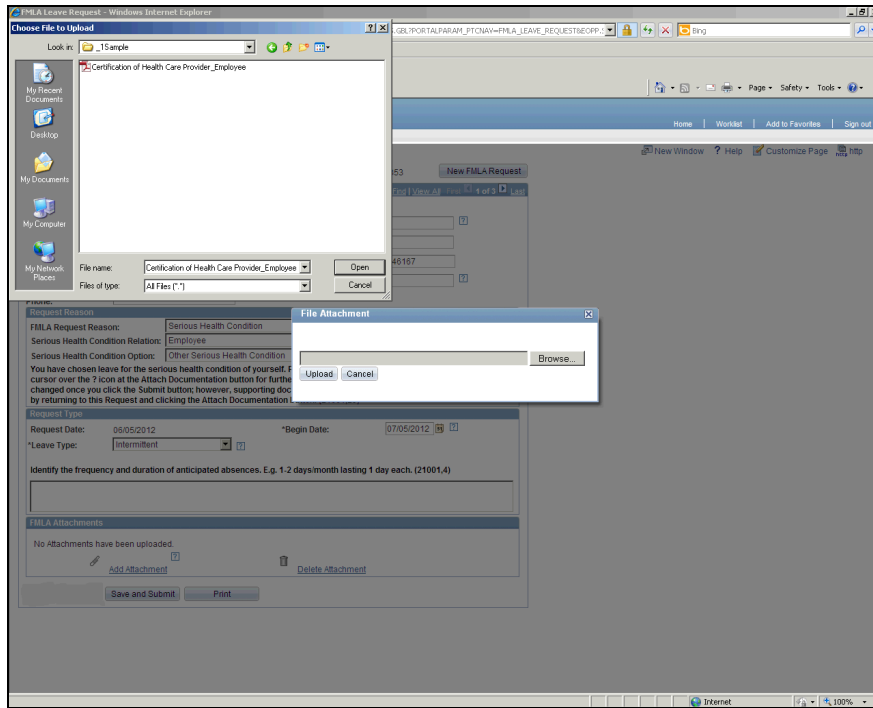 FMLA Leave Request - Windows Internet Explorer
.GBL?PORTALPARAM_PTCNAV=FMLA_LEAVE_REQUEST&EOPP.
Bing
Choose File to Upload
Look in:
_1Sample
My Recent Documents
Desktop
My Documents
My Computer
My Network Places
Certification of Health Care Provider_Employee
File name:
Certification of Health Care Provider_Employee
Open
Files of type:
All Files (*.*)
Cancel
Page
Safety
Tools
Home | Worklist | Add to Favorites | Sign out
New Window ? Help Customize Page http
53 New FMLA Request
Find | View All 1 of 3 Last
46167
Phone:
Request Reason
FMLA Request Reason: Serious Health Condition
Serious Health Condition Relation: Employee
Serious Health Condition Option: Other Serious Health Condition
You have chosen leave for the serious health condition of yourself.
cursor over the ? icon at the Attach Documentation button for furthe
changed once you click the Submit button; however, supporting doc
by returning to this Request and clicking the Attach Documentation
File Attachment
Browse...
Upload Cancel
Request Type
Request Date: 06/05/2012 *Begin Date: 07/05/2012
*Leave Type: Intermittent
Identify the frequency and duration of anticipated absences. E.g. 1-2 days/month lasting 1 day each. (21001,4)
FMLA Attachments
No Attachments have been uploaded.
Add Attachment Delete Attachment
Save and Submit Print
Internet 100%